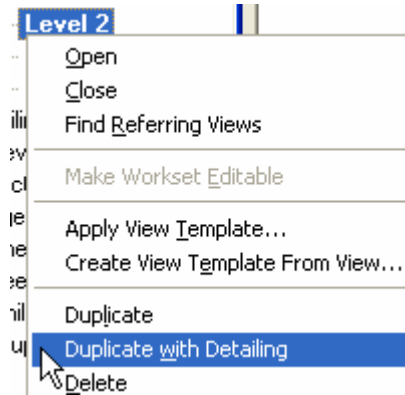 Level 2
Open
Close
Find Referring Views
Make Workset Editable
Apply View Template...
Create View Template From View...
Duplicate
Duplicate with Detailing
Delete